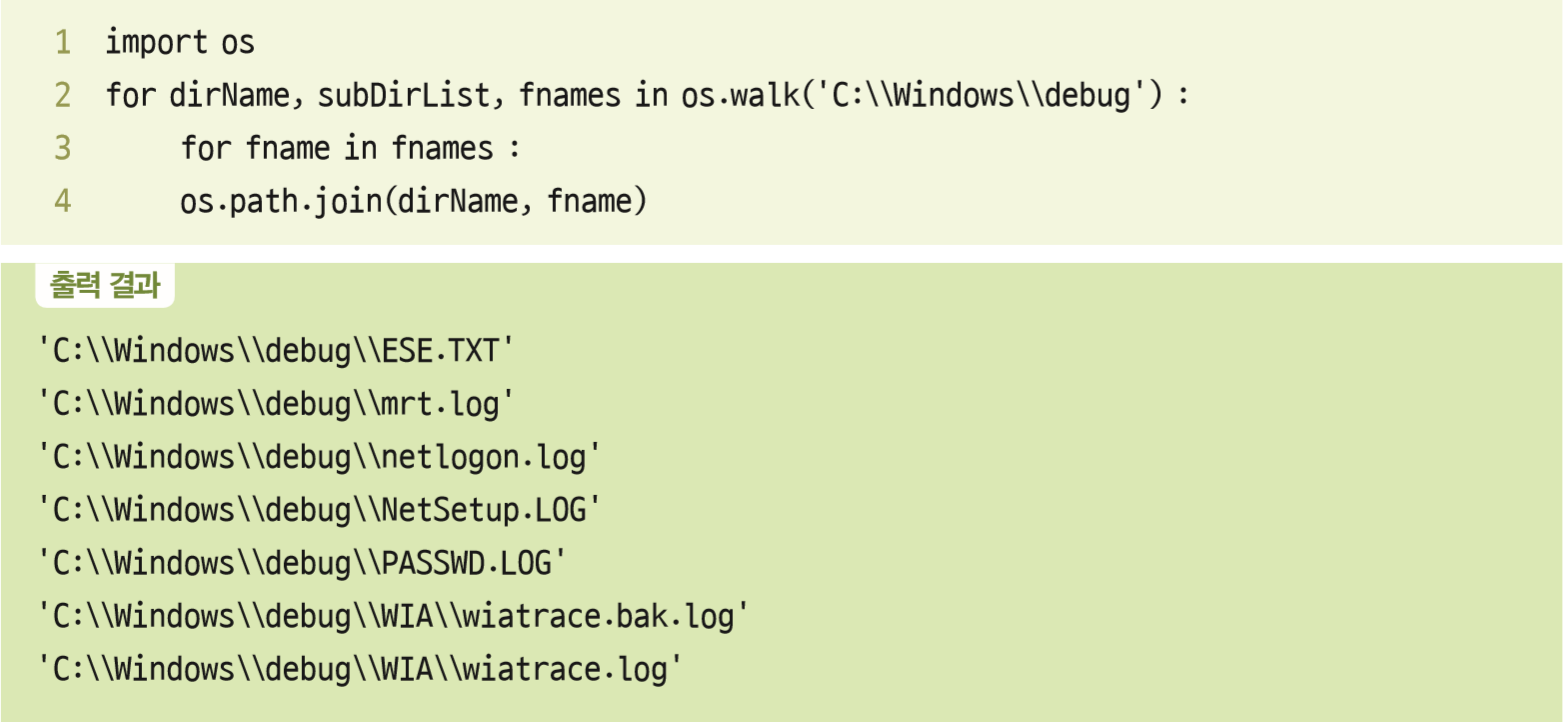 1 import os
2 for dirName, subDirList, fnames in os.walk('C:\\Windows\\debug') :
3 for fname in fnames :
4 os.path.join(dirName, fname)
출력 결과
'C:\\Windows\\debug\\ESE.TXT'
'C:\\Windows\\debug\\mrt.log'
'C:\\Windows\\debug\\netlogon.log'
'C:\\Windows\\debug\\NetSetup.LOG'
'C:\\Windows\\debug\\PASSWD.LOG'
'C:\\Windows\\debug\\WIA\\wiatrace.bak.log'
'C:\\Windows\\debug\\WIA\\wiatrace.log'